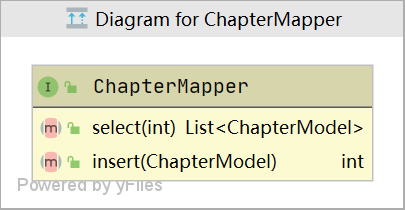 Diagram for ChapterMapper
I ChapterMapper
m select(int) List<ChapterModel>
m insert(ChapterModel) int
Powered by yFiles